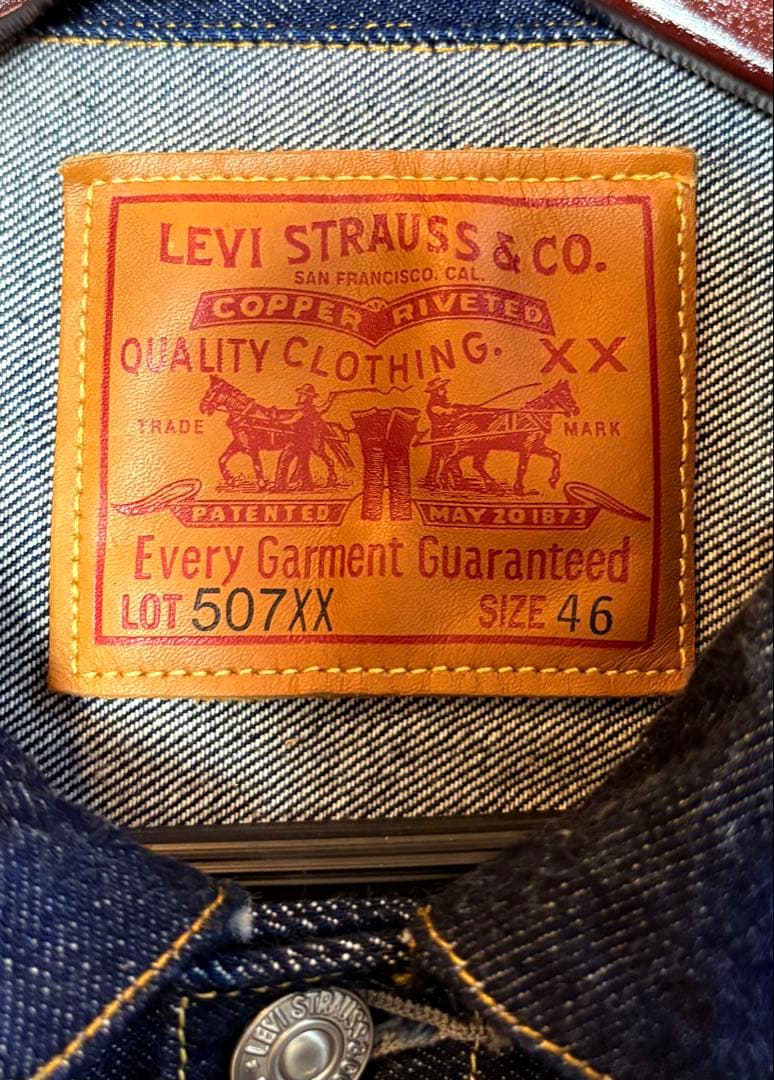 LEVI STRAUSS & CO.
SAN FRANCISCO. CAL.
COPPER RIVETED
QUALITY CLOTHING. XX
TRADE MARK
PATENTED MAY 20 1873
Every Garment Guaranteed
LOT 507XX SIZE 46
LEVI STRAUSS & CO